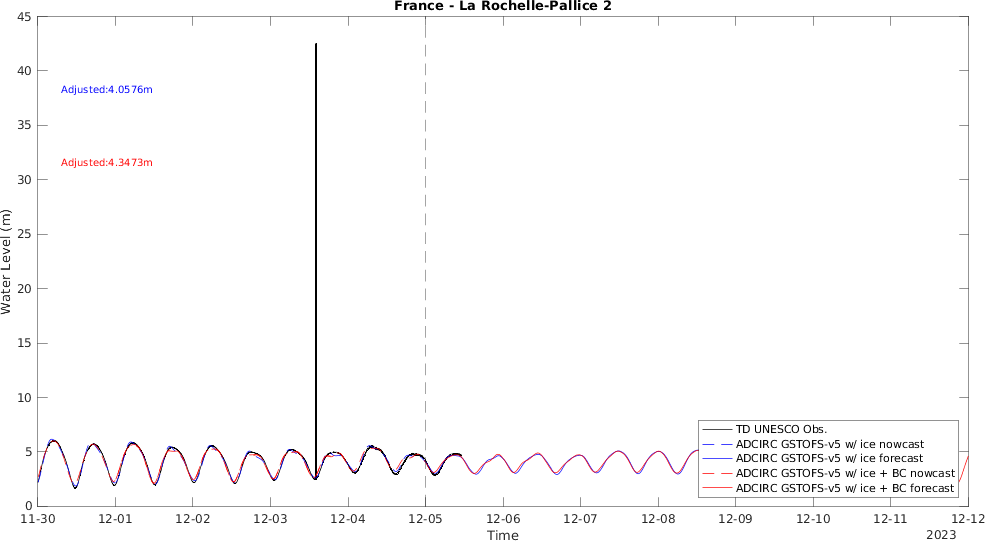 France - La Rochelle-Pallice 2
45
40
35
30
25
20
15
10
5
0
Water Level (m)
Adjusted:4.0576m
Adjusted:4.3473m
TD UNESCO Obs.
ADCIRC GSTOFS-v5 w/ ice nowcast
ADCIRC GSTOFS-v5 w/ ice forecast
ADCIRC GSTOFS-v5 w/ ice + BC nowcast
ADCIRC GSTOFS-v5 w/ ice + BC forecast
11-30 12-01 12-02 12-03 12-04 12-05 12-06 12-07 12-08 12-09 12-10 12-11 12-12
Time
2023